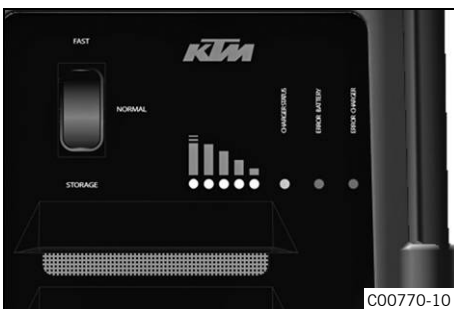 FAST
KTM
NORMAL
STORAGE
CHARGER STATUS
ERROR BATTERY
ERROR CHARGER
C00770-10